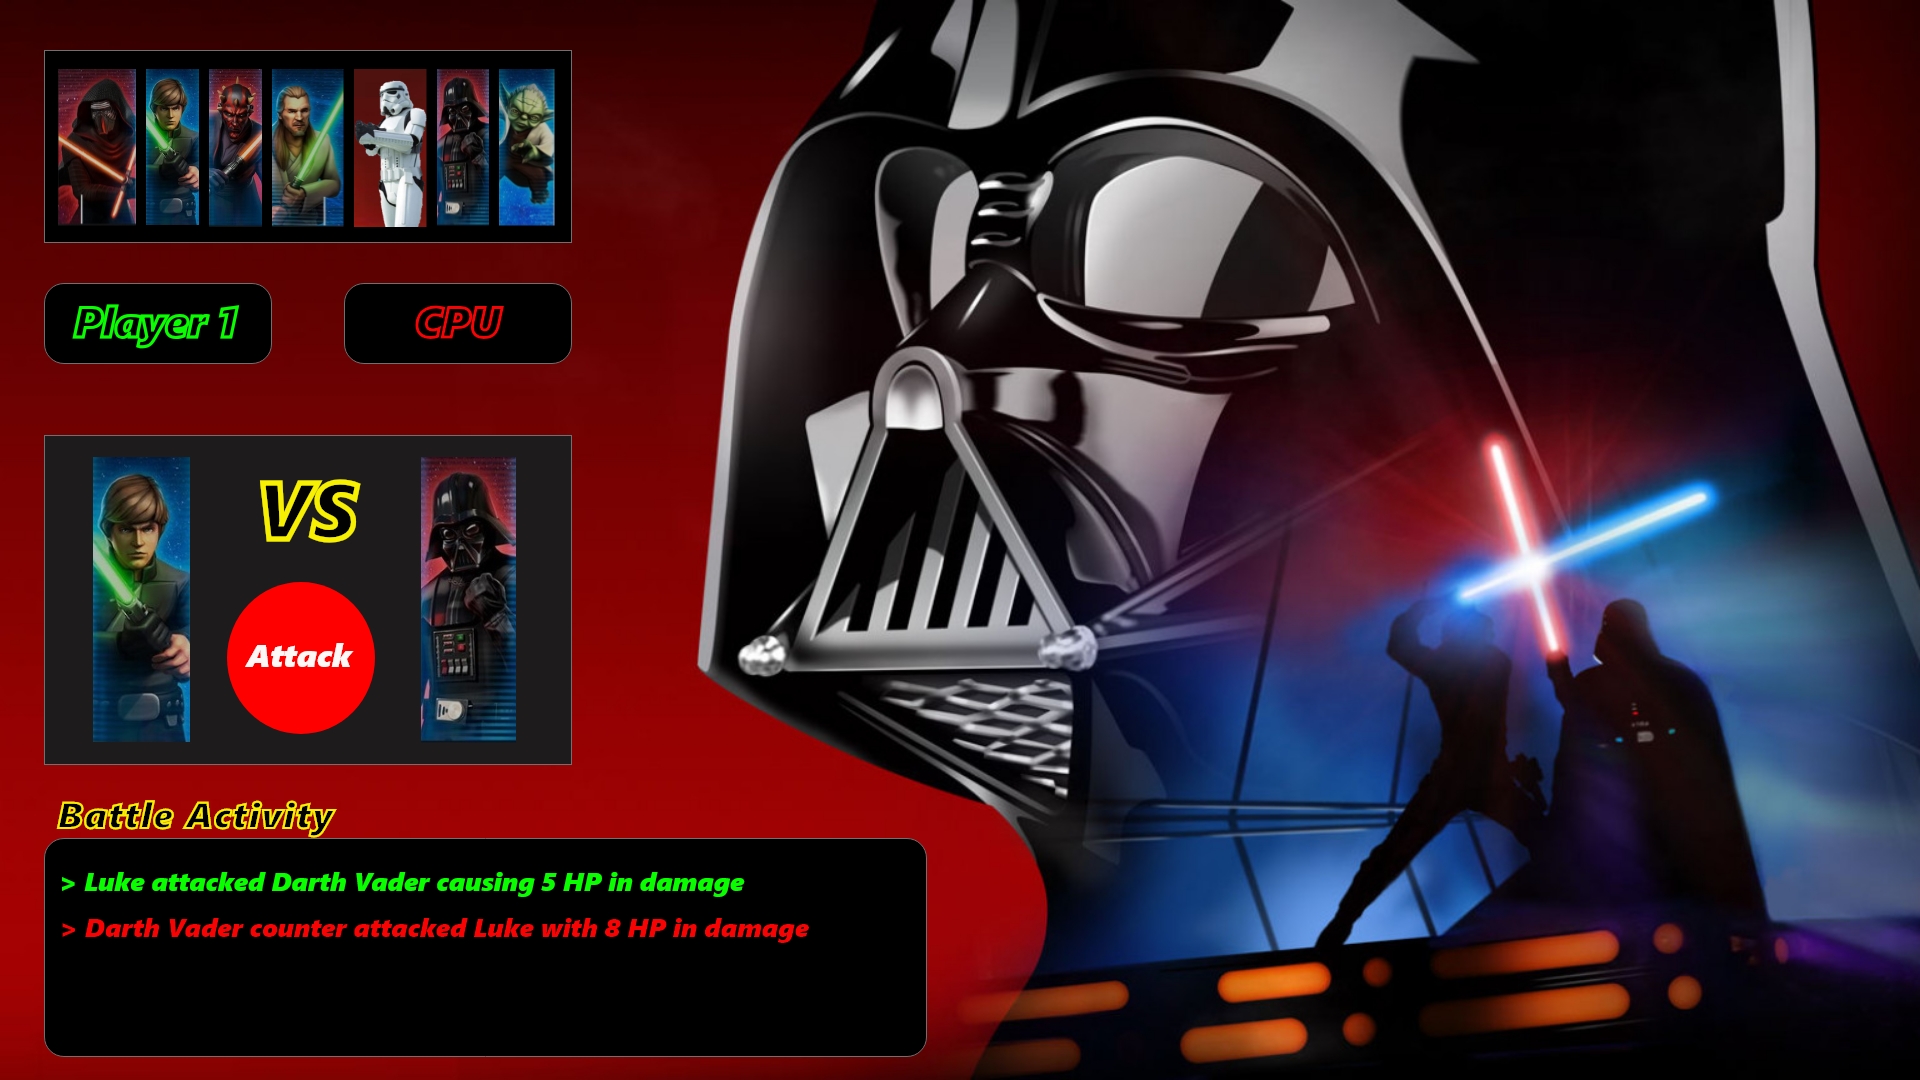 Player 1
CPU
VS
Attack
Battle Activity
> Luke attacked Darth Vader causing 5 HP in damage
> Darth Vader counter attacked Luke with 8 HP in damage